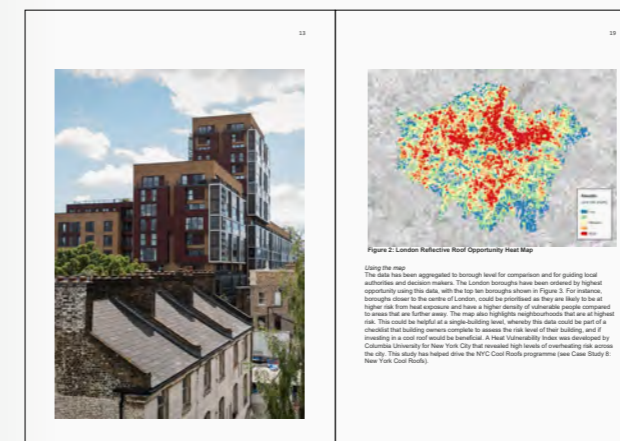 13
19
Figure 2: London Reflective Roof Opportunity Heat Map
Using the map
The data has been aggregated to borough level for comparison and for guiding local
authorities and decision makers. The London boroughs have been ordered by highest
opportunity using this data, with the top ten boroughs shown in Figure 3. For instance,
boroughs closer to the centre of London, could be prioritised as they are likely to be at
higher risk from heat exposure and have a higher density of vulnerable people compared
to areas that are further away. The map also highlights neighbourhoods that are at highest
risk. This could be helpful at a single-building level, whereby this data could be part of a
checklist that building owners complete to assess the risk level of their building, and if
investing in a cool roof would be beneficial. A Heat Vulnerability Index was developed by
Columbia University for New York City that revealed high levels of overheating risk across
the city. This study has helped drive the NYC Cool Roofs programme (see Case Study 8:
New York Cool Roofs).